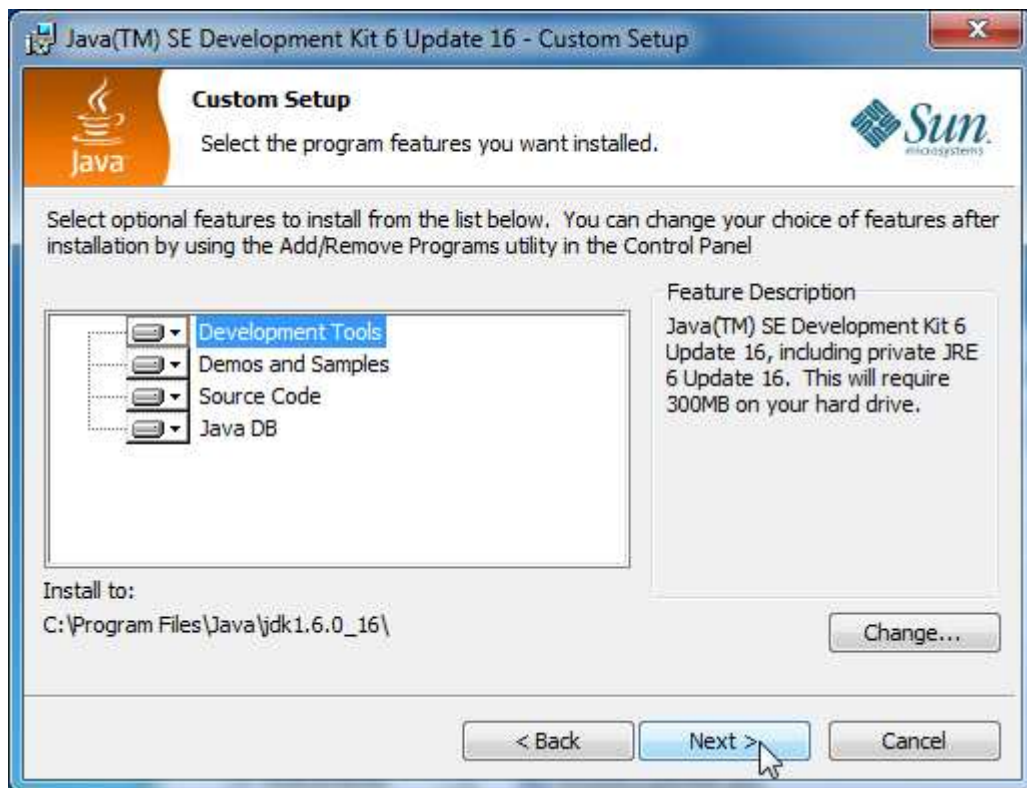 Java(TM) SE Development Kit 6 Update 16 - Custom Setup
Java
Custom Setup
Select the program features you want installed.
Sun
microsystems
Select optional features to install from the list below.  You can change your choice of features after
installation by using the Add/Remove Programs utility in the Control Panel
Development Tools
Demos and Samples
Source Code
Java DB
Feature Description
Java(TM) SE Development Kit 6
Update 16, including private JRE
6 Update 16.  This will require
300MB on your hard drive.
Install to:
C:\Program Files\Java\jdk1.6.0_16\
Change...
< Back
Next >
Cancel